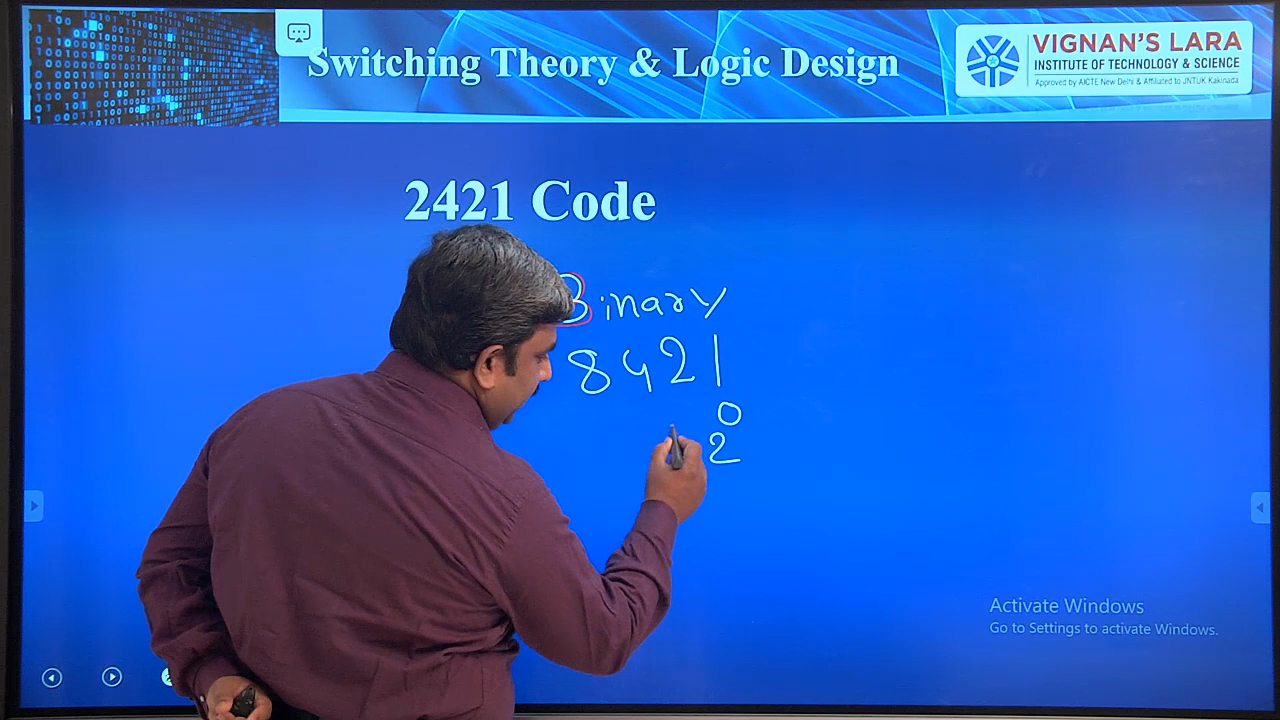 Switching Theory & Logic Design
VIGNAN'S LARA
INSTITUTE OF TECHNOLOGY & SCIENCE
Approved by AICTE New Delhi & Affiliated to JNTUK Kakinada
2421 Code
Binary
8421
0
2
Activate Windows
Go to Settings to activate Windows.